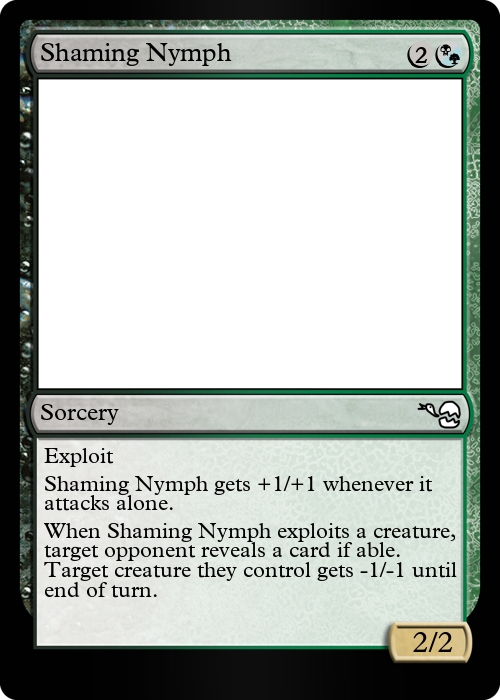 Shaming Nymph 2
Sorcery
Exploit
Shaming Nymph gets +1/+1 whenever it
attacks alone.
When Shaming Nymph exploits a creature,
target opponent reveals a card if able.
Target creature they control gets -1/-1 until
end of turn.
2/2